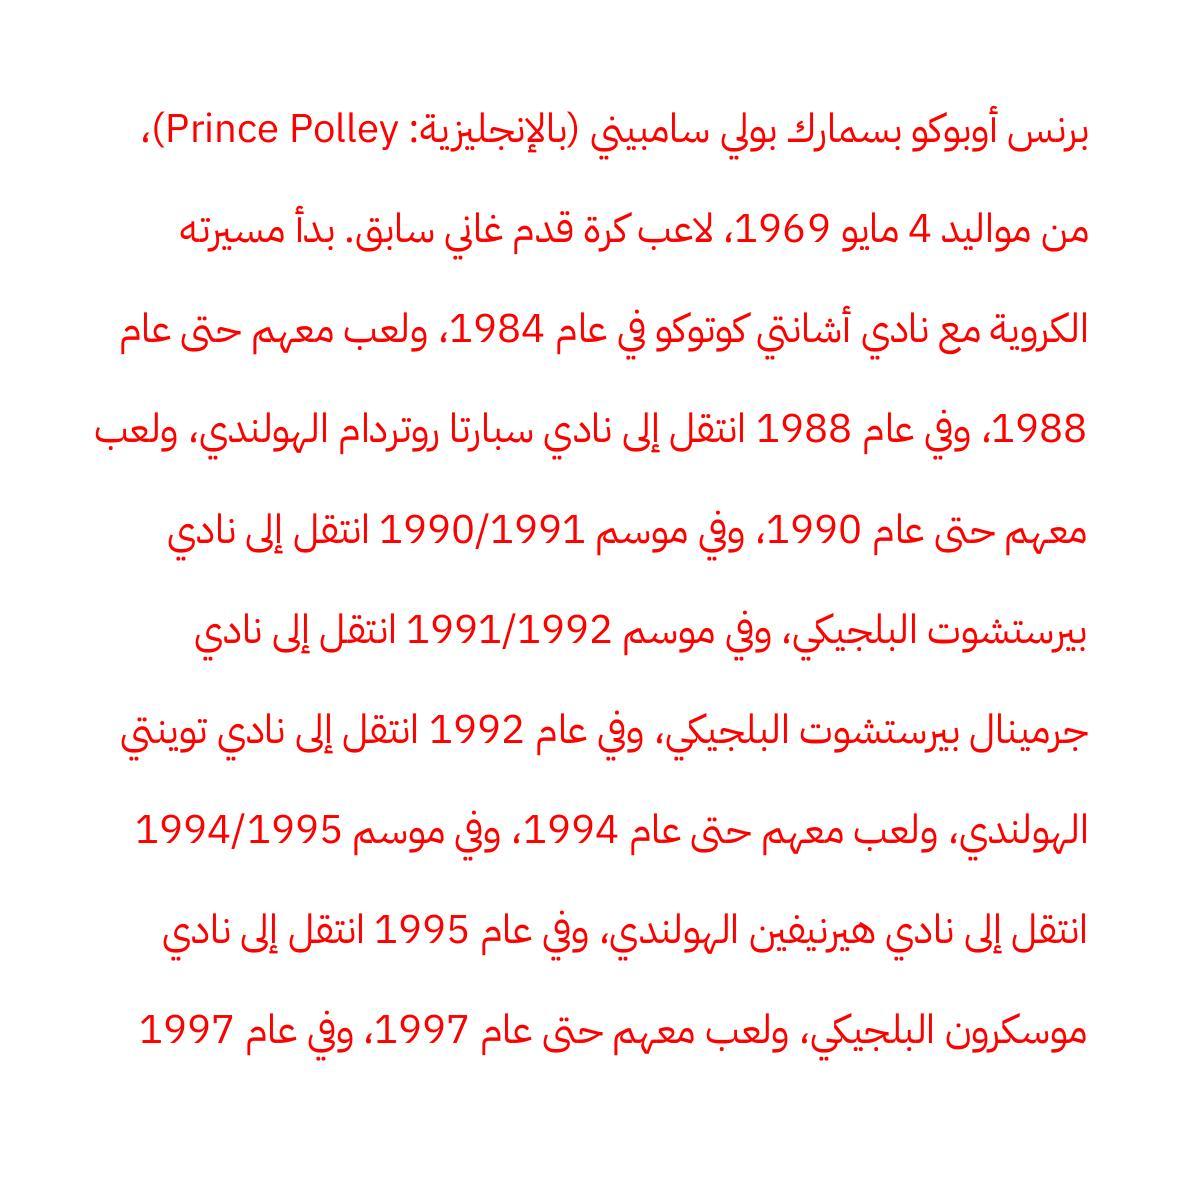 برنس أوبوكو بسمارك بولي سامبيني (بالإنجليزية: Prince Polley)،
من مواليد 4 مايو 1969، لاعب كرة قدم غاني سابق. بدأ مسيرته
الكروية مع نادي أشانتي كوتوكو في عام 1984، ولعب معهم حتى عام
1988، وفي عام 1988 انتقل إلى نادي سبارتا روتردام الهولندي، ولعب
معهم حتى عام 1990، وفي موسم 1990/1991 انتقل إلى نادي
بيرستشوت البلجيكي، وفي موسم 1991/1992 انتقل إلى نادي
جرمينال بيرستشوت البلجيكي، وفي عام 1992 انتقل إلى نادي توينتي
الهولندي، ولعب معهم حتى عام 1994، وفي موسم 1994/1995
انتقل إلى نادي هيرنيفين الهولندي، وفي عام 1995 انتقل إلى نادي
موسكرون البلجيكي، ولعب معهم حتى عام 1997، وفي عام 1997